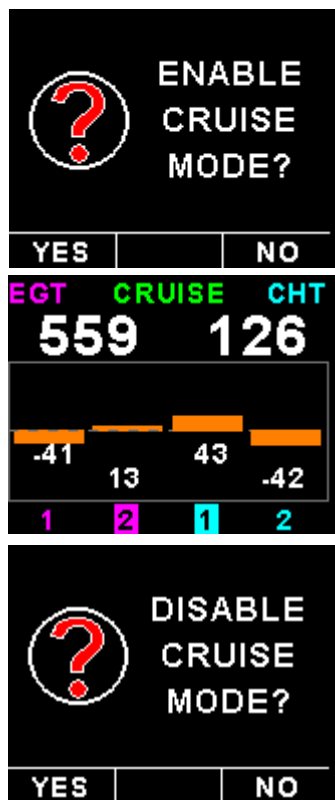 ?
ENABLE
CRUISE
MODE?
YES NO
EGT CRUISE CHT
559 126
-41 13 43 -42
1 2 1 2
?
DISABLE
CRUISE
MODE?
YES NO